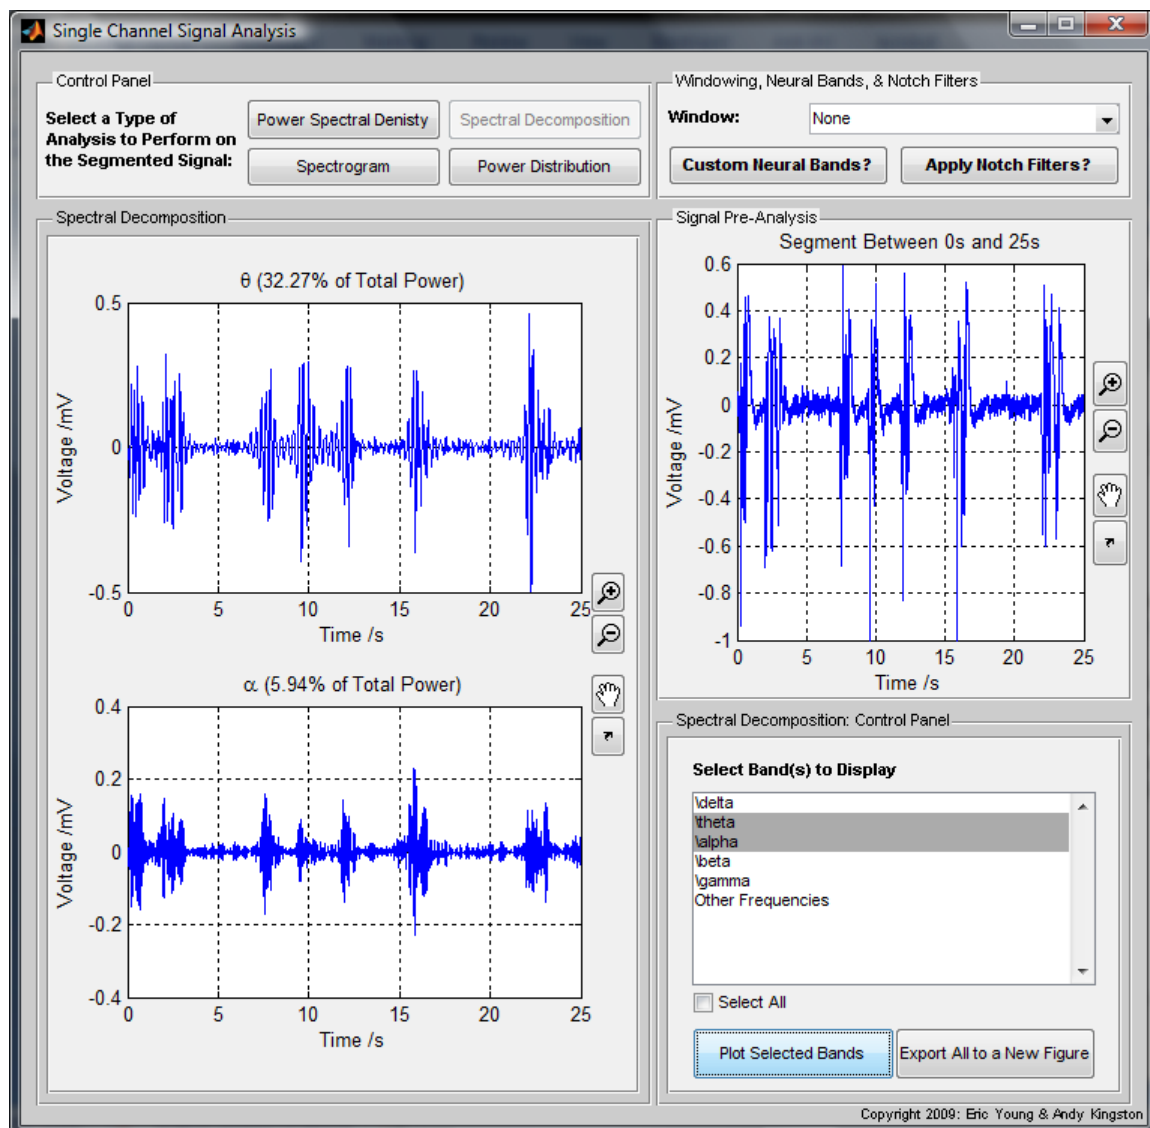 Single Channel Signal Analysis
Control Panel
Select a Type of
Analysis to Perform on
the Segmented Signal:
Power Spectral Denisty
Spectral Decomposition
Spectrogram
Power Distribution
Windowing, Neural Bands, & Notch Filters
Window:
None
Custom Neural Bands?
Apply Notch Filters?
Spectral Decomposition
θ (32.27% of Total Power)
0.5
0
-0.5
Voltage /mV
0 5 10 15 20 25
Time /s
α (5.94% of Total Power)
0.4
0.2
0
-0.2
-0.4
Voltage /mV
0 5 10 15 20 25
Time /s
Signal Pre-Analysis
Segment Between 0s and 25s
0.6
0.4
0.2
0
-0.2
-0.4
-0.6
-0.8
-1
Voltage /mV
0 5 10 15 20 25
Time /s
Spectral Decomposition: Control Panel
Select Band(s) to Display
\delta
\theta
\alpha
\beta
\gamma
Other Frequencies
Select All
Plot Selected Bands
Export All to a New Figure
Copyright 2009: Eric Young & Andy Kingston